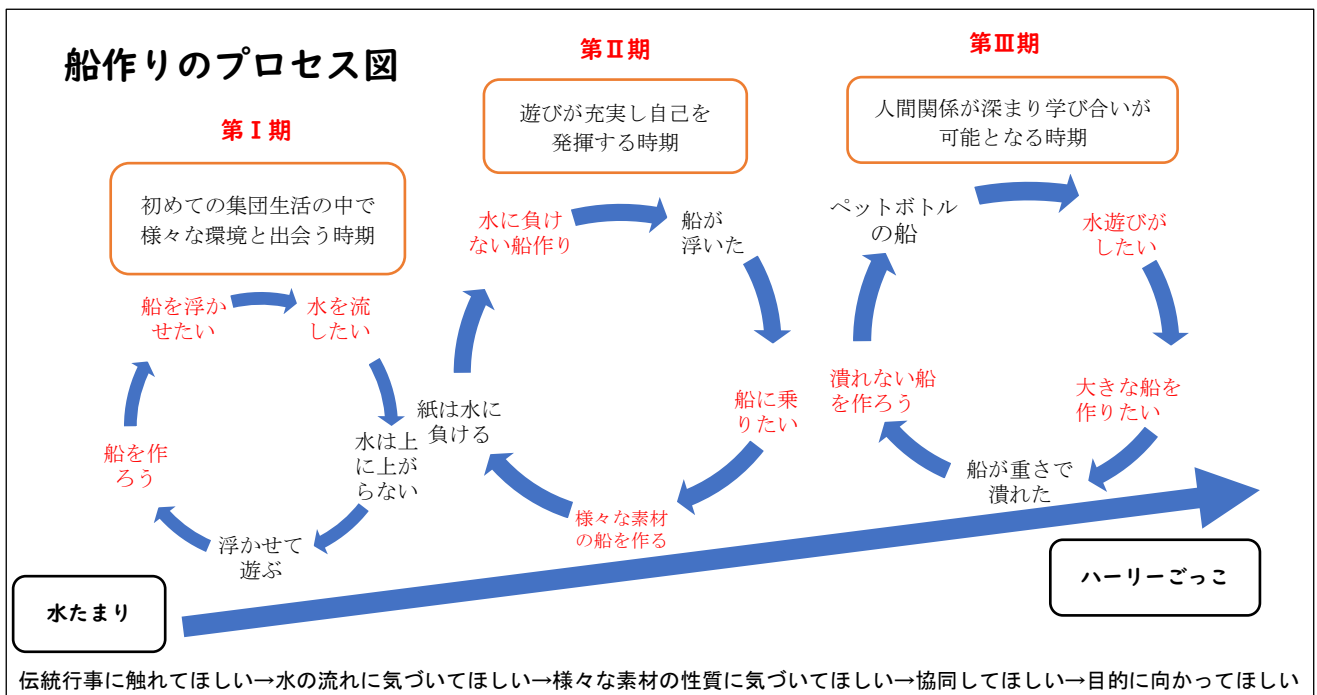 船作りのプロセス図
第Ⅰ期
初めての集団生活の中で
様々な環境と出会う時期
船を浮か
せたい
水を流
したい
水は上
に上が
らない
浮かせて
遊ぶ
船を作
ろう
第Ⅱ期
遊びが充実し自己を
発揮する時期
水に負け
ない船作り
船が
浮いた
船に乗
りたい
様々な素材
の船を作る
紙は水に
負ける
第Ⅲ期
人間関係が深まり学び合いが
可能となる時期
ペットボトル
の船
水遊びが
したい
大きな船を
作りたい
船が重さで
潰れた
潰れない船
を作ろう
水たまり
ハーリーごっこ
伝統行事に触れてほしい→水の流れに気づいてほしい→様々な素材の性質に気づいてほしい→協同してほしい→目的に向かってほしい